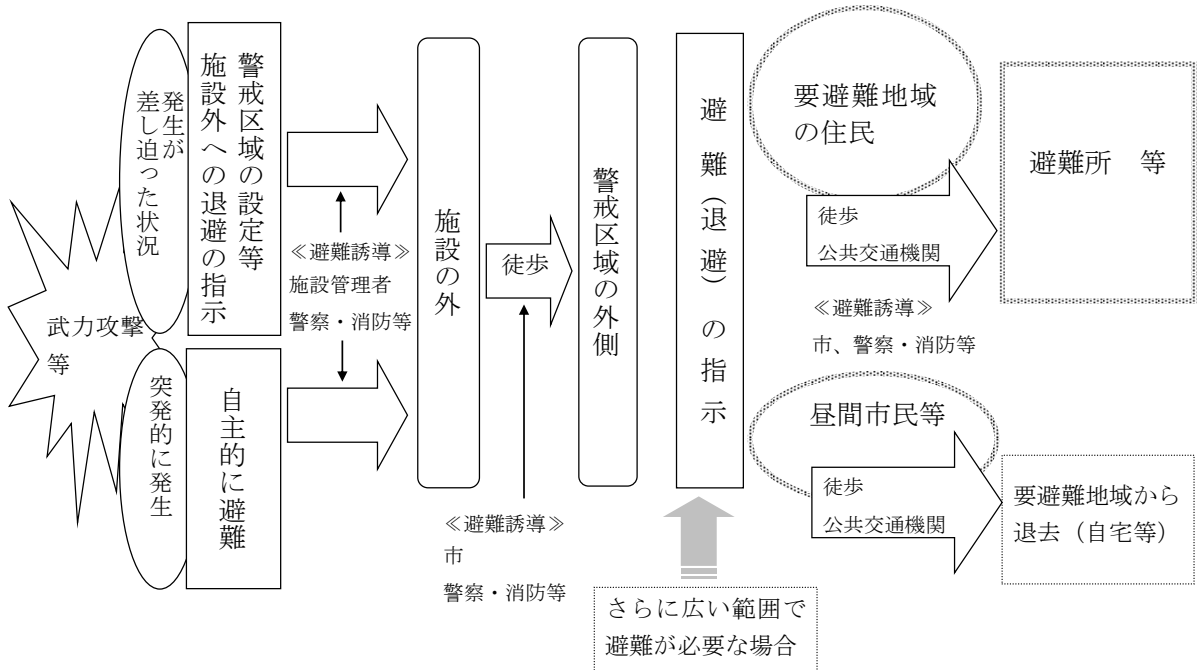 武力攻撃
等
発生が
差し迫った状況
警戒区域の設定等
施設外への退避の指示
突発的に発生
自主的に避難
≪避難誘導≫
施設管理者
警察・消防等
施設の外
徒歩
≪避難誘導≫
市
警察・消防等
警戒区域の外側
避難(退避)の指示
さらに広い範囲で
避難が必要な場合
要避難地域
の住民
徒歩
公共交通機関
≪避難誘導≫
市、警察・消防等
避難所　等
昼間市民等
徒歩
公共交通機関
要避難地域から
退去（自宅等）